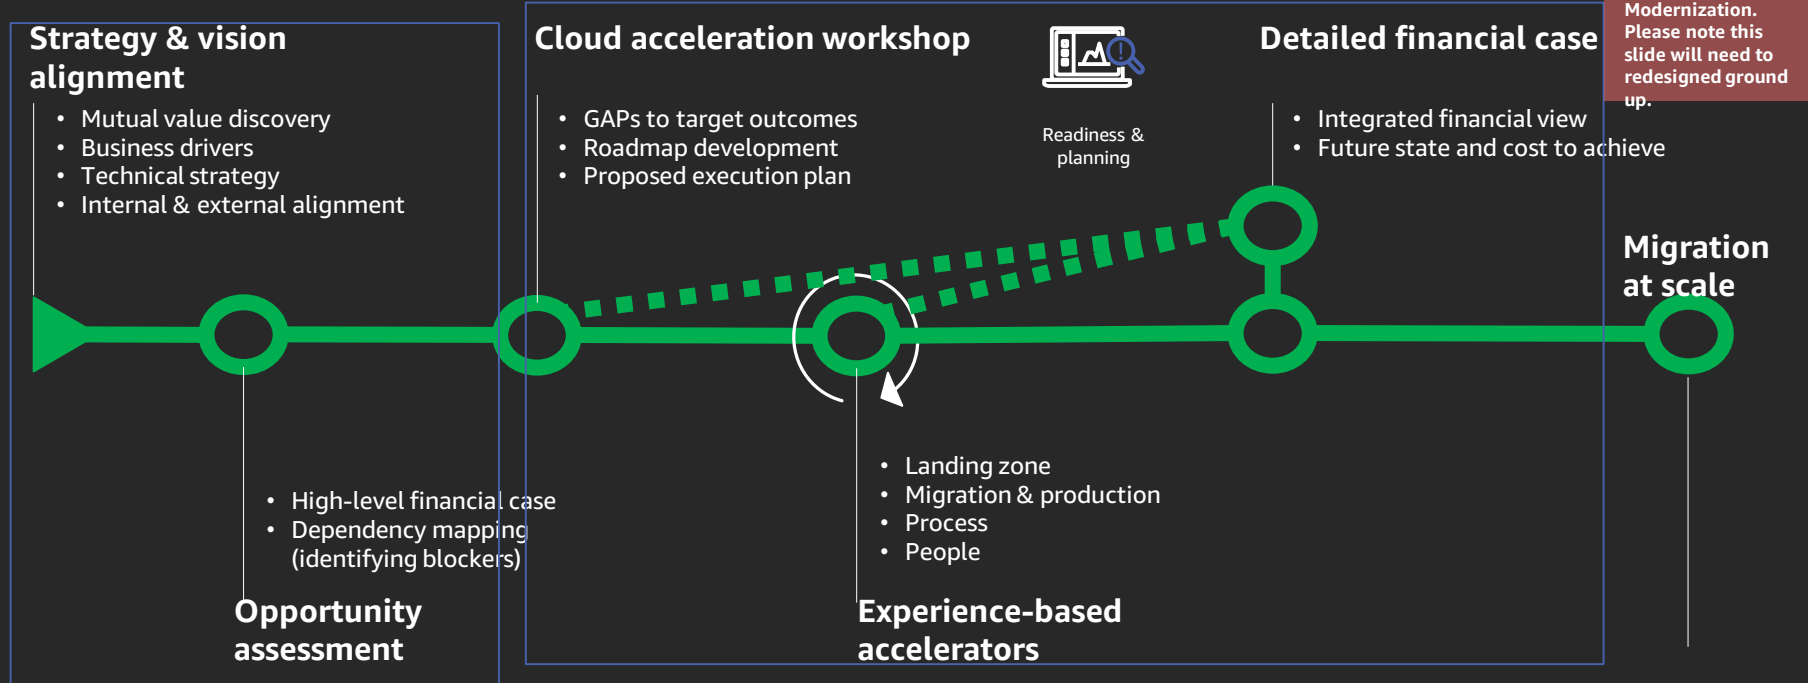 Strategy & vision
alignment
• Mutual value discovery
• Business drivers
• Technical strategy
• Internal & external alignment
Cloud acceleration workshop
• GAPs to target outcomes
• Roadmap development
• Proposed execution plan
Readiness &
planning
Detailed financial case
• Integrated financial view
• Future state and cost to achieve
Modernization.
Please note this
slide will need to
redesigned ground
up.
Migration
at scale
• High-level financial case
• Dependency mapping
(identifying blockers)
Opportunity
assessment
• Landing zone
• Migration & production
• Process
• People
Experience-based
accelerators